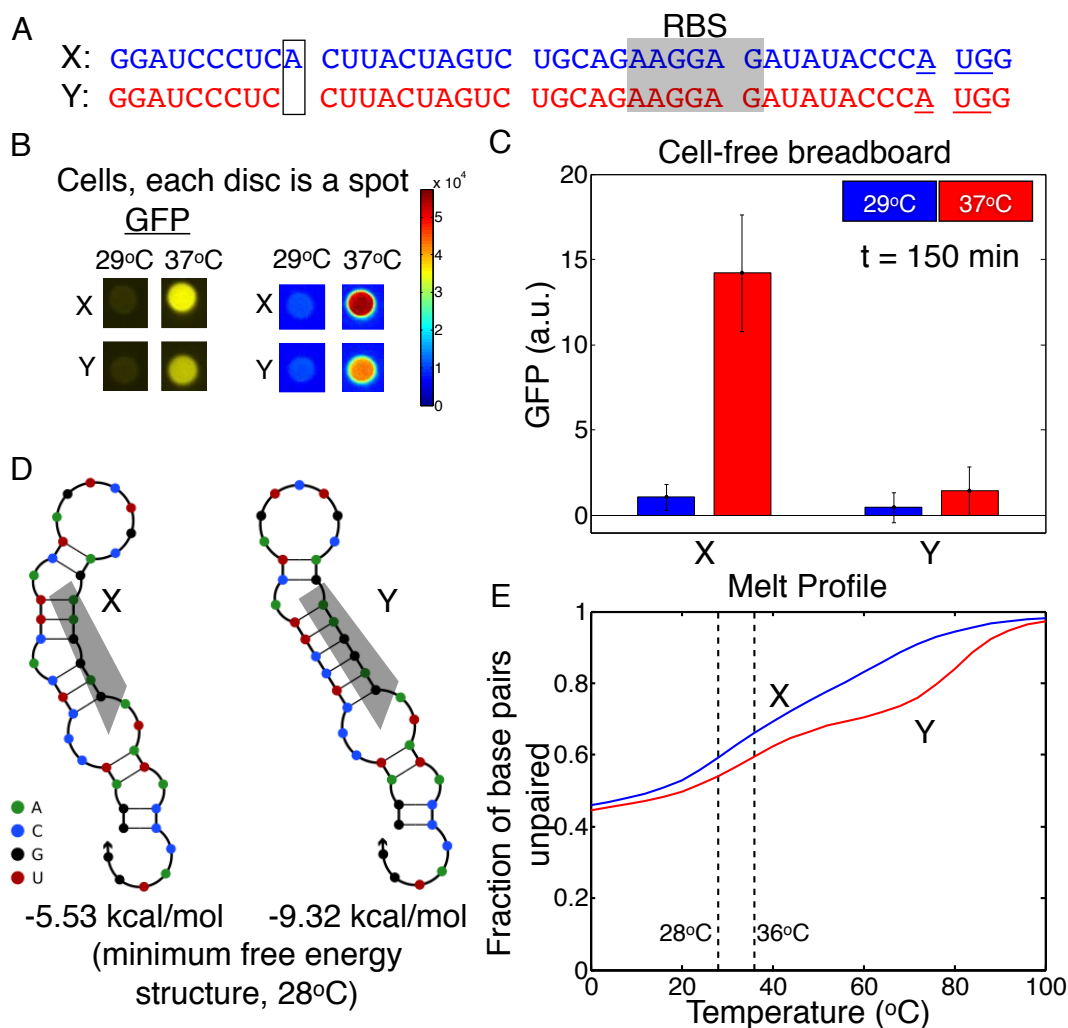 A
RBS
X: GGAUCCCUCA CUUACUAGUC UGCAGAAGGA GAUAUACCCA UGG
Y: GGAUCCCUC CUUACUAGUC UGCAGAAGGA GAUAUACCCA UGG
B
Cells, each disc is a spot
GFP
29°C 37°C
29°C 37°C
X
Y
X
Y
x 10⁴
5
4
3
2
1
0
C
Cell-free breadboard
29°C 37°C
t = 150 min
GFP (a.u.)
20
15
10
5
0
X Y
D
X
Y
A
C
G
U
-5.53 kcal/mol -9.32 kcal/mol
(minimum free energy
structure, 28°C)
E
Melt Profile
Fraction of base pairs
unpaired
1
0.8
0.6
0.4
0.2
0
X
Y
28°C 36°C
0 20 40 60 80 100
Temperature (°C)